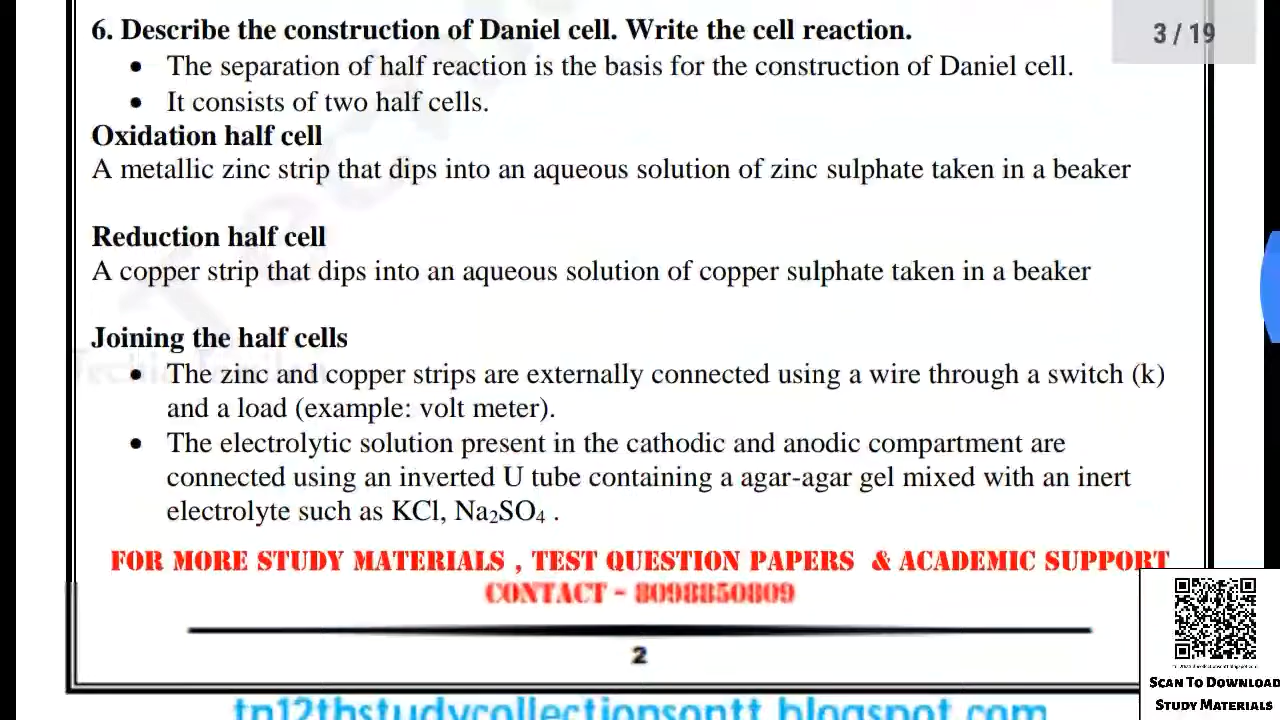 3 / 19
6. Describe the construction of Daniel cell. Write the cell reaction.
• The separation of half reaction is the basis for the construction of Daniel cell.
• It consists of two half cells.
Oxidation half cell
A metallic zinc strip that dips into an aqueous solution of zinc sulphate taken in a beaker
Reduction half cell
A copper strip that dips into an aqueous solution of copper sulphate taken in a beaker
Joining the half cells
• The zinc and copper strips are externally connected using a wire through a switch (k)
and a load (example: volt meter).
• The electrolytic solution present in the cathodic and anodic compartment are
connected using an inverted U tube containing a agar-agar gel mixed with an inert
electrolyte such as KCl, Na₂SO₄ .
FOR MORE STUDY MATERIALS , TEST QUESTION PAPERS & ACADEMIC SUPPORT
CONTACT - 8098850809
2
SCAN TO DOWNLOAD
STUDY MATERIALS
tn12thstudycollectionsontt.blogspot.com